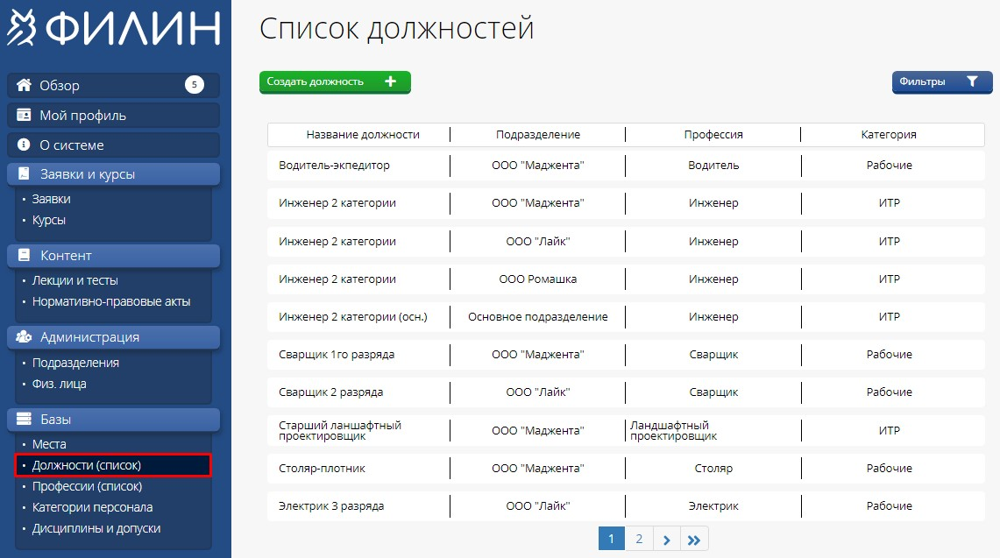 ФИЛИН
Обзор 5
Мой профиль
О системе
Заявки и курсы
• Заявки
• Курсы
Контент
• Лекции и тесты
• Нормативно-правовые акты
Администрация
• Подразделения
• Физ. лица
Базы
• Места
• Должности (список)
• Профессии (список)
• Категории персонала
• Дисциплины и допуски
Список должностей
Создать должность +
Фильтры
Название должности Подразделение Профессия Категория
Водитель-экпедитор ООО "Маджента" Водитель Рабочие
Инженер 2 категории ООО "Маджента" Инженер ИТР
Инженер 2 категории ООО "Лайк" Инженер ИТР
Инженер 2 категории ООО Ромашка Инженер ИТР
Инженер 2 категории (осн.) Основное подразделение Инженер ИТР
Сварщик 1го разряда ООО "Маджента" Сварщик Рабочие
Сварщик 2 разряда ООО "Лайк" Сварщик Рабочие
Старший ланшафтный
проектировщик ООО "Маджента" Ландшафтный
проектировщик ИТР
Столяр-плотник ООО "Маджента" Столяр Рабочие
Электрик 3 разряда ООО "Лайк" Электрик Рабочие
1 2 › »